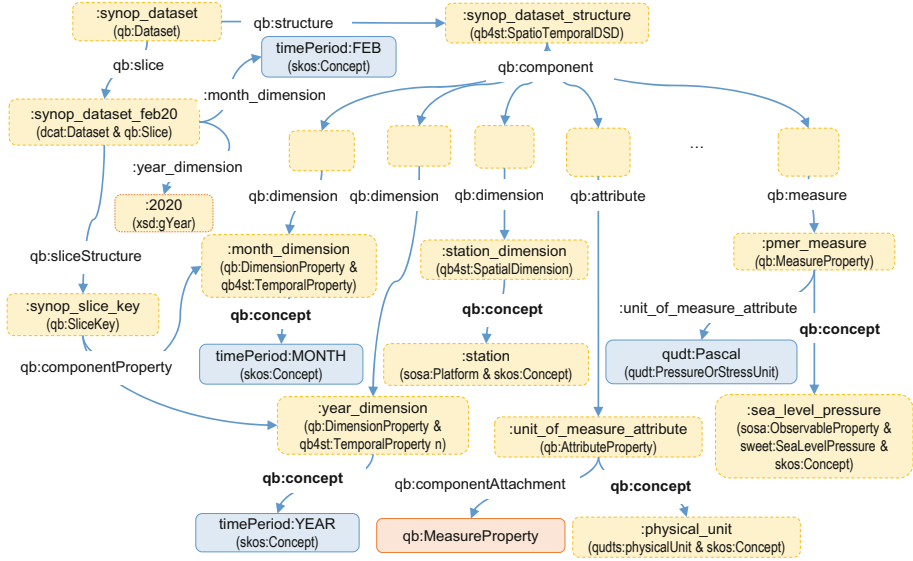 :synop_dataset
(qb:Dataset)
qb:structure
:synop_dataset_structure
(qb4st:SpatioTemporalDSD)
timePeriod:FEB
(skos:Concept)
qb:slice
qb:component
:month_dimension
:synop_dataset_feb20
(dcat:Dataset & qb:Slice)
...
:year_dimension
qb:dimension
qb:dimension
qb:dimension
qb:attribute
qb:measure
:2020
(xsd:gYear)
qb:sliceStructure
:month_dimension
(qb:DimensionProperty &
qb4st:TemporalProperty)
:station_dimension
(qb4st:SpatialDimension)
:pmer_measure
(qb:MeasureProperty)
:synop_slice_key
(qb:SliceKey)
qb:concept
qb:concept
:unit_of_measure_attribute
qb:concept
qb:componentProperty
timePeriod:MONTH
(skos:Concept)
:station
(sosa:Platform & skos:Concept)
qudt:Pascal
(qudt:PressureOrStressUnit)
:year_dimension
(qb:DimensionProperty &
qb4st:TemporalProperty n)
:unit_of_measure_attribute
(qb:AttributeProperty)
:sea_level_pressure
(sosa:ObservableProperty &
sweet:SeaLevelPressure &
skos:Concept)
qb:concept
qb:componentAttachment
qb:concept
timePeriod:YEAR
(skos:Concept)
qb:MeasureProperty
:physical_unit
(qudts:physicalUnit & skos:Concept)